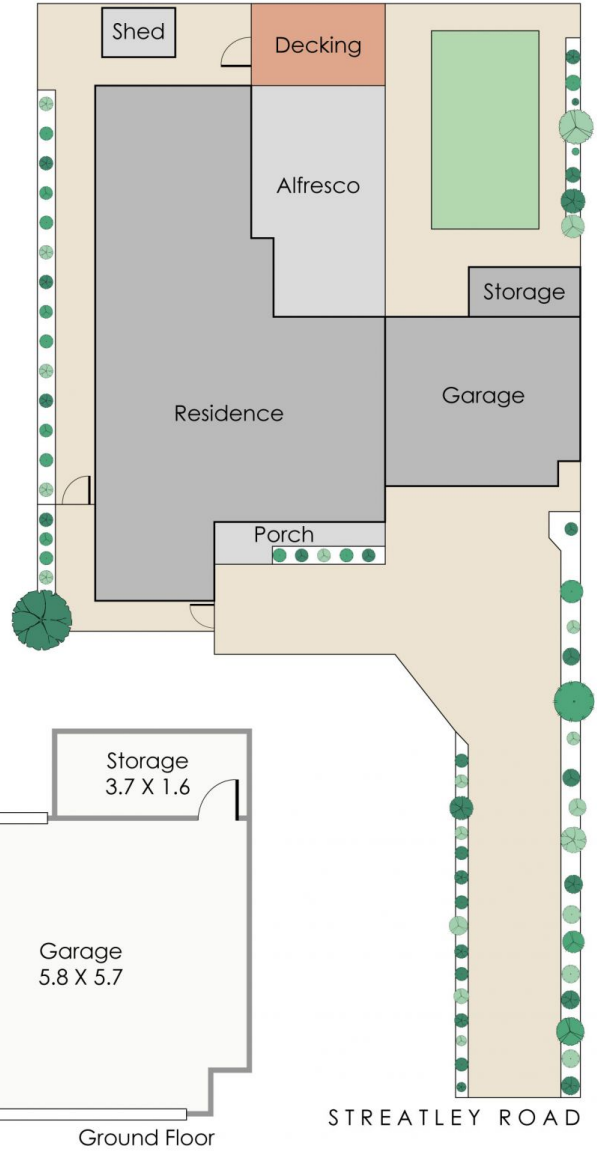 Shed
Decking
Alfresco
Storage
Garage
Residence
Porch
Storage
3.7 X 1.6
Garage
5.8 X 5.7
STREATLEY ROAD
Ground Floor